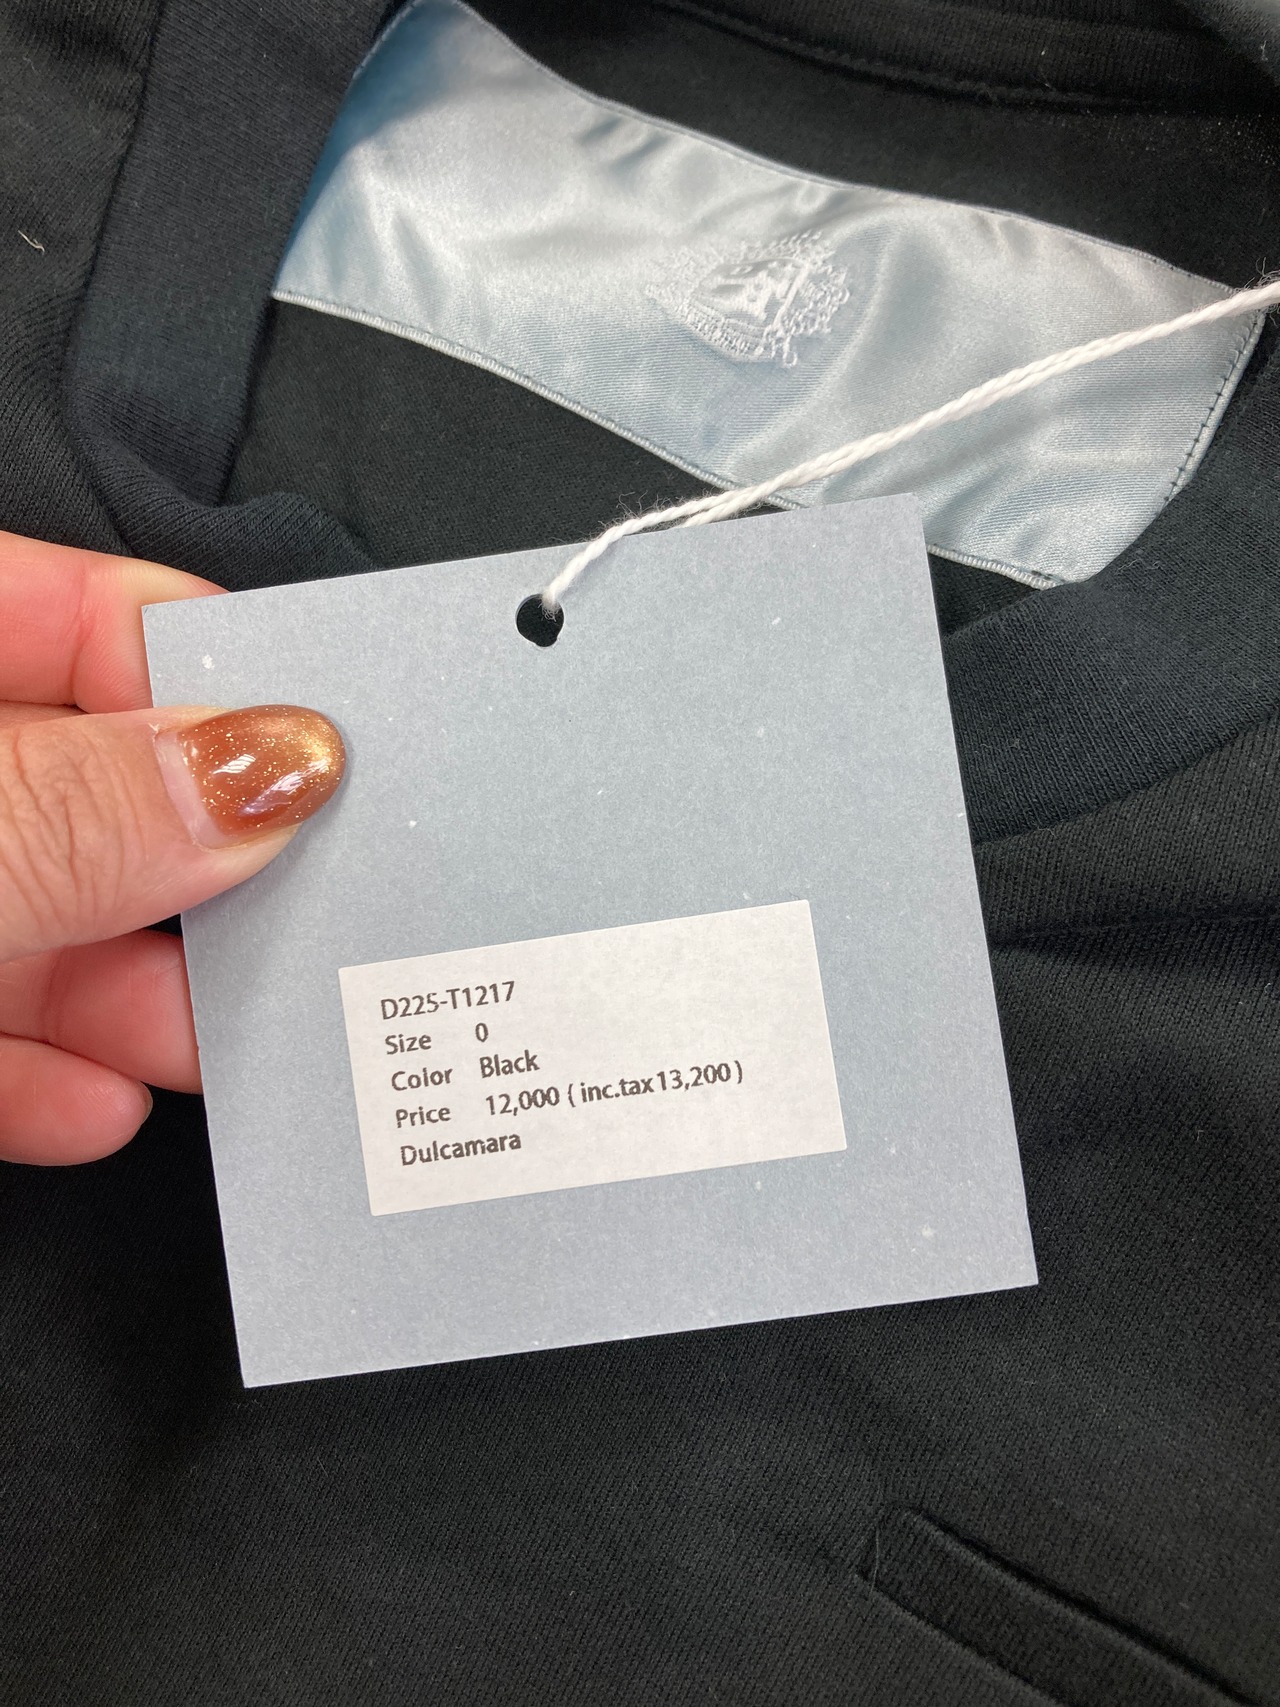 D225-T1217
Size 0
Color Black
Price 12,000 ( inc.tax 13,200 )
Dulcamara